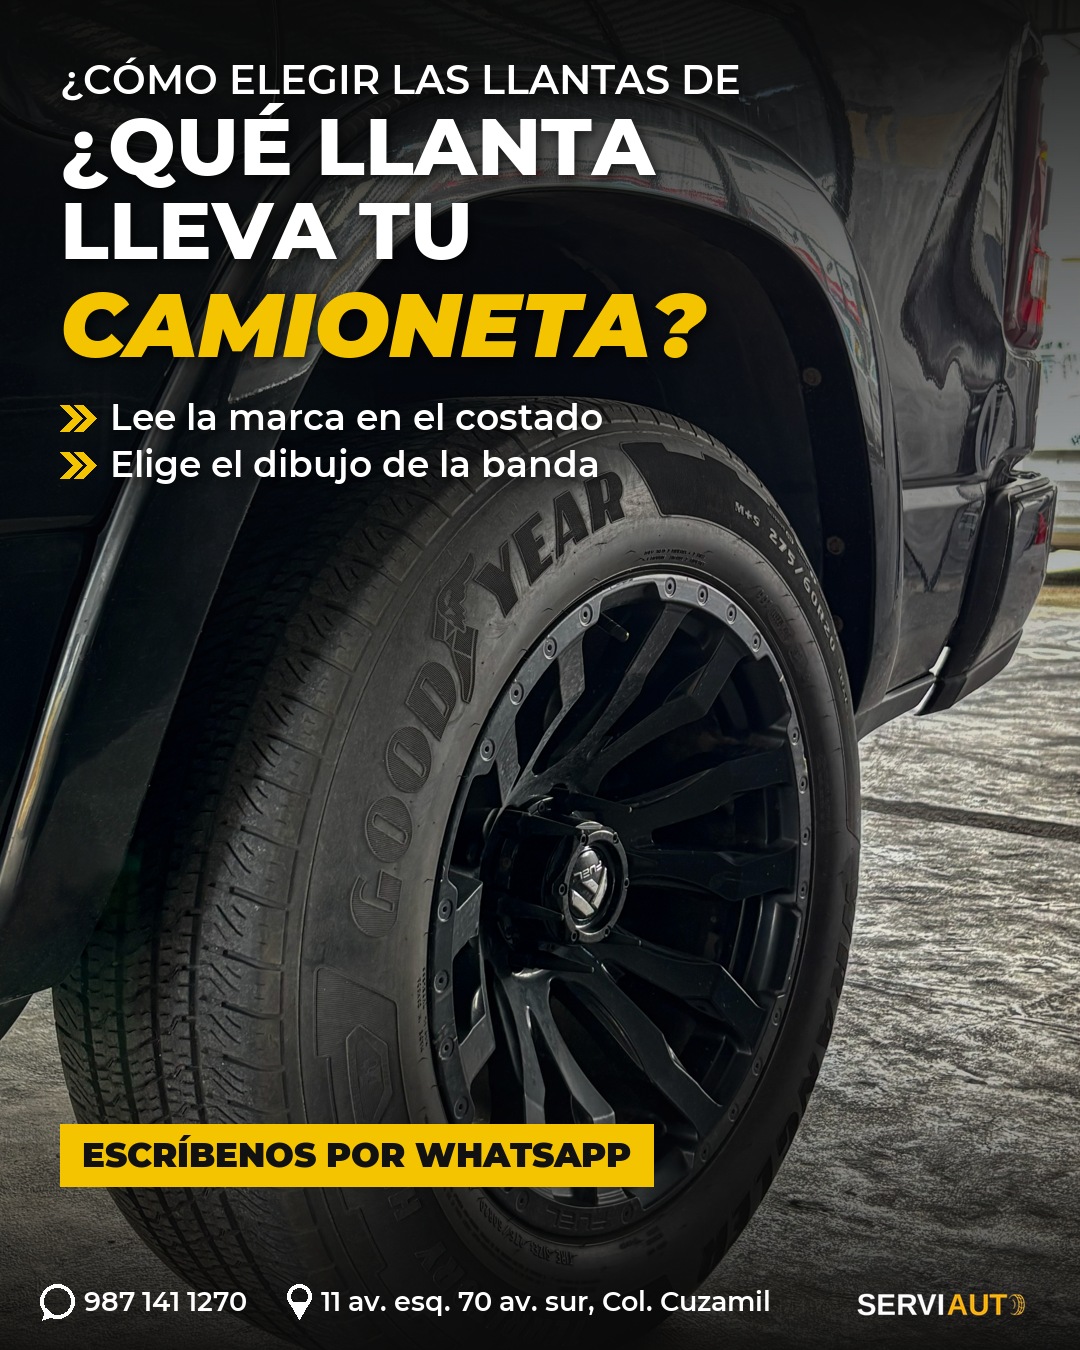 ¿CÓMO ELEGIR LAS LLANTAS DE
¿QUÉ LLANTA
LLEVA TU
CAMIONETA?
Lee la marca en el costado
Elige el dibujo de la banda
GOODYEAR
M+S 275/60R20
FUEL
FUEL
ESCRÍBENOS POR WHATSAPP
987 141 1270
11 av. esq. 70 av. sur, Col. Cuzamil
SERVIAUTO